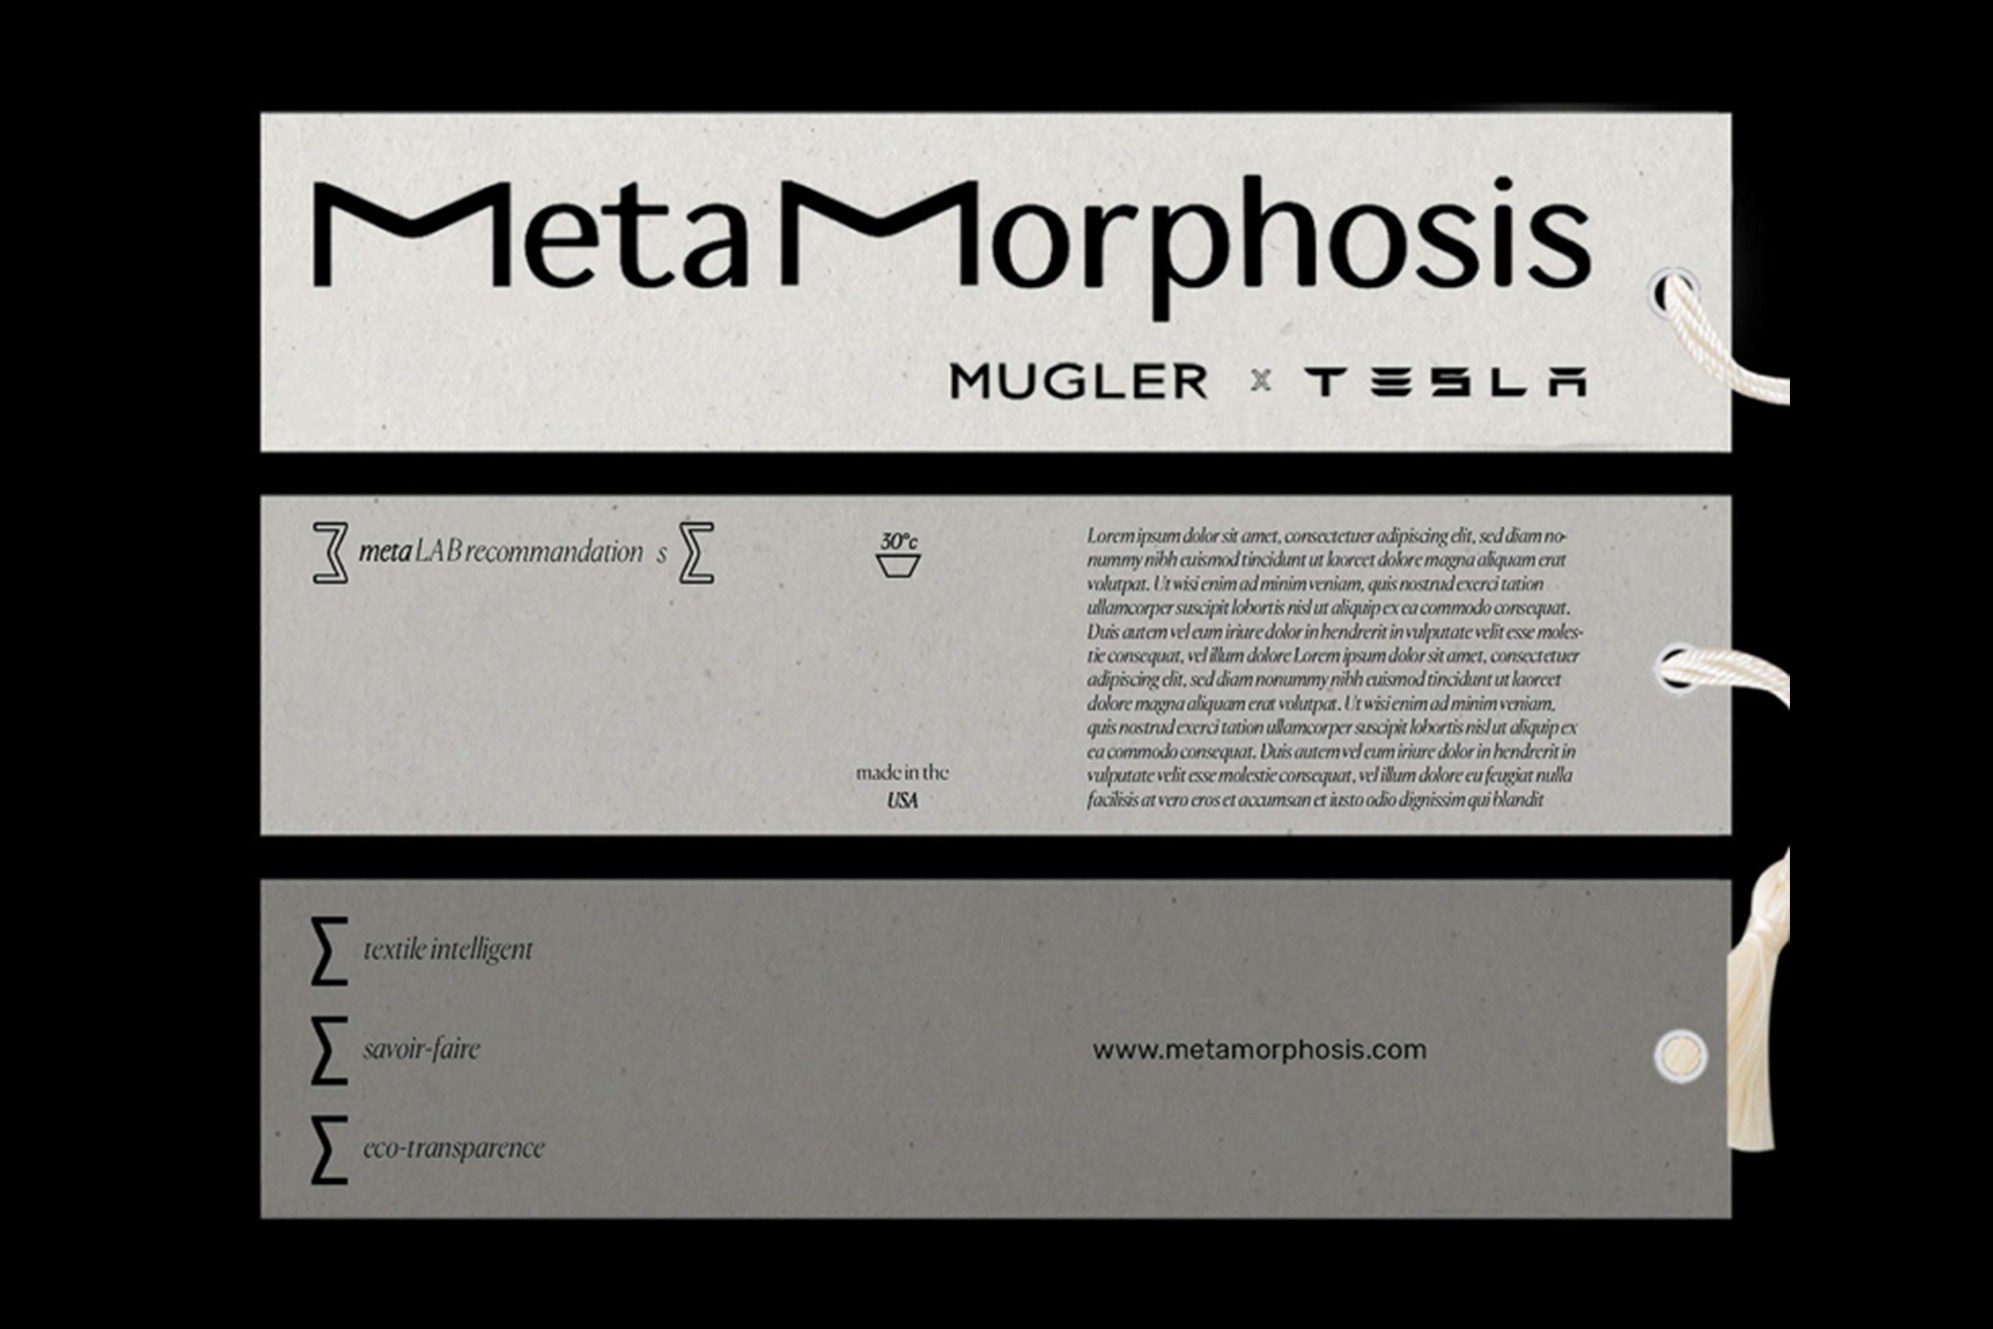 MetaMorphosis
MUGLER x TESLA
meta LAB recommandation s
30°c
made in the
USA
Lorem ipsum dolor sit amet, consectetuer adipiscing elit, sed diam no-
nummy nibh euismod tincidunt ut laoreet dolore magna aliquam erat
volutpat. Ut wisi enim ad minim veniam, quis nostrud exerci tation
ullamcorper suscipit lobortis nisl ut aliquip ex ea commodo consequat.
Duis autem vel eum iriure dolor in hendrerit in vulputate velit esse moles-
tie consequat, vel illum dolore Lorem ipsum dolor sit amet, consectetuer
adipiscing elit, sed diam nonummy nibh euismod tincidunt ut laoreet
dolore magna aliquam erat volutpat. Ut wisi enim ad minim veniam,
quis nostrud exerci tation ullamcorper suscipit lobortis nisl ut aliquip ex
ea commodo consequat. Duis autem vel eum iriure dolor in hendrerit in
vulputate velit esse molestie consequat, vel illum dolore eu feugiat nulla
facilisis at vero eros et accumsan et iusto odio dignissim qui blandit
textile intelligent
savoir-faire
eco-transparence
www.metamorphosis.com